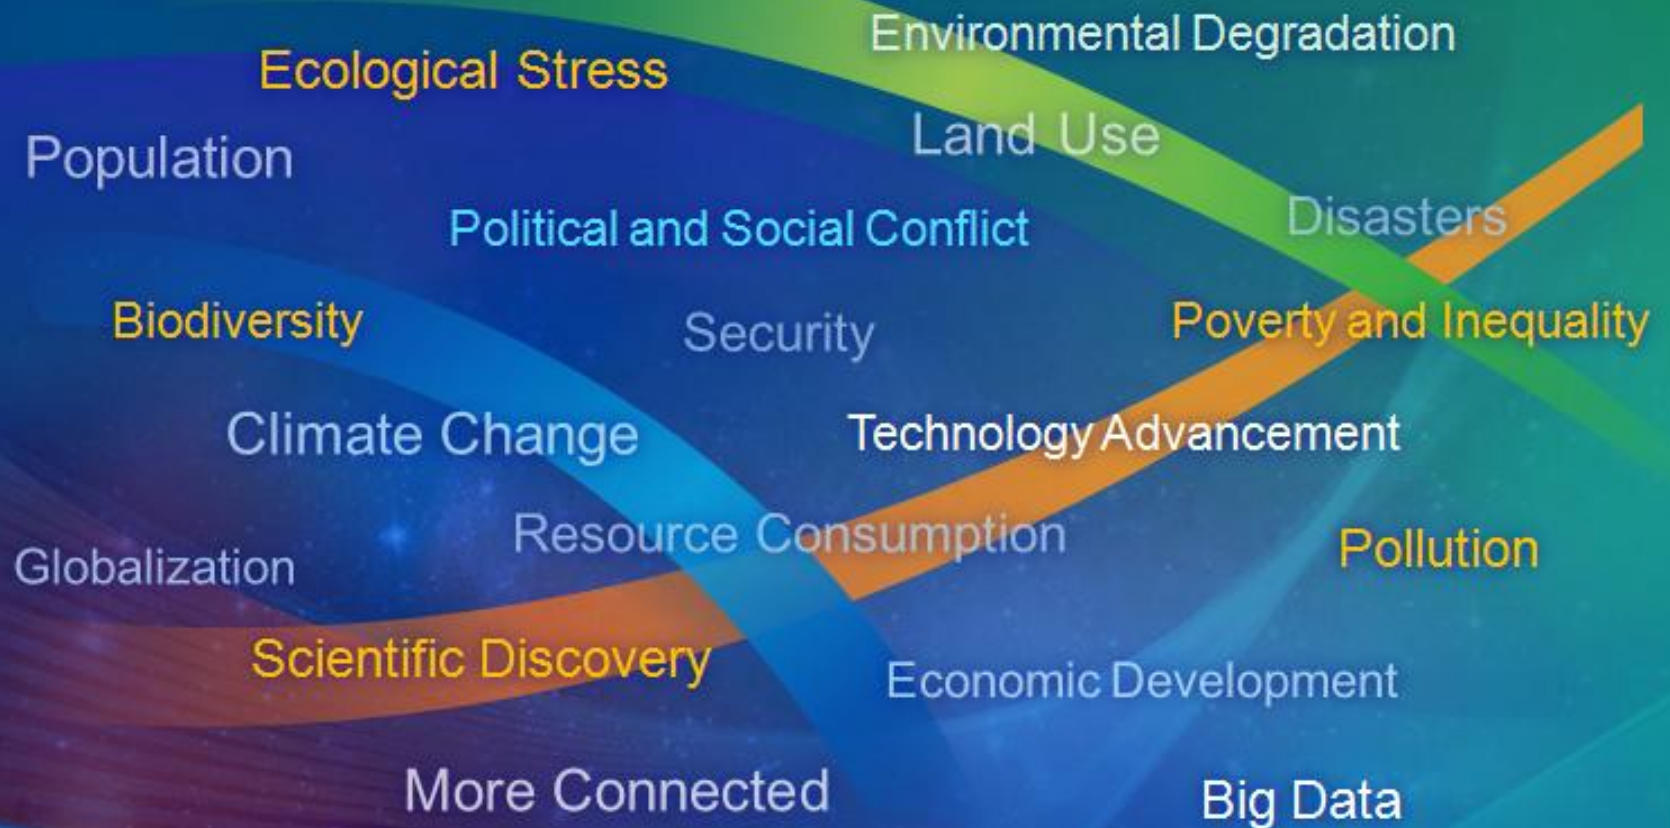 Environmental Degradation
Ecological Stress
Land Use
Population
Disasters
Political and Social Conflict
Biodiversity
Security
Poverty and Inequality
Climate Change
Technology Advancement
Resource Consumption
Pollution
Globalization
Scientific Discovery
Economic Development
More Connected
Big Data